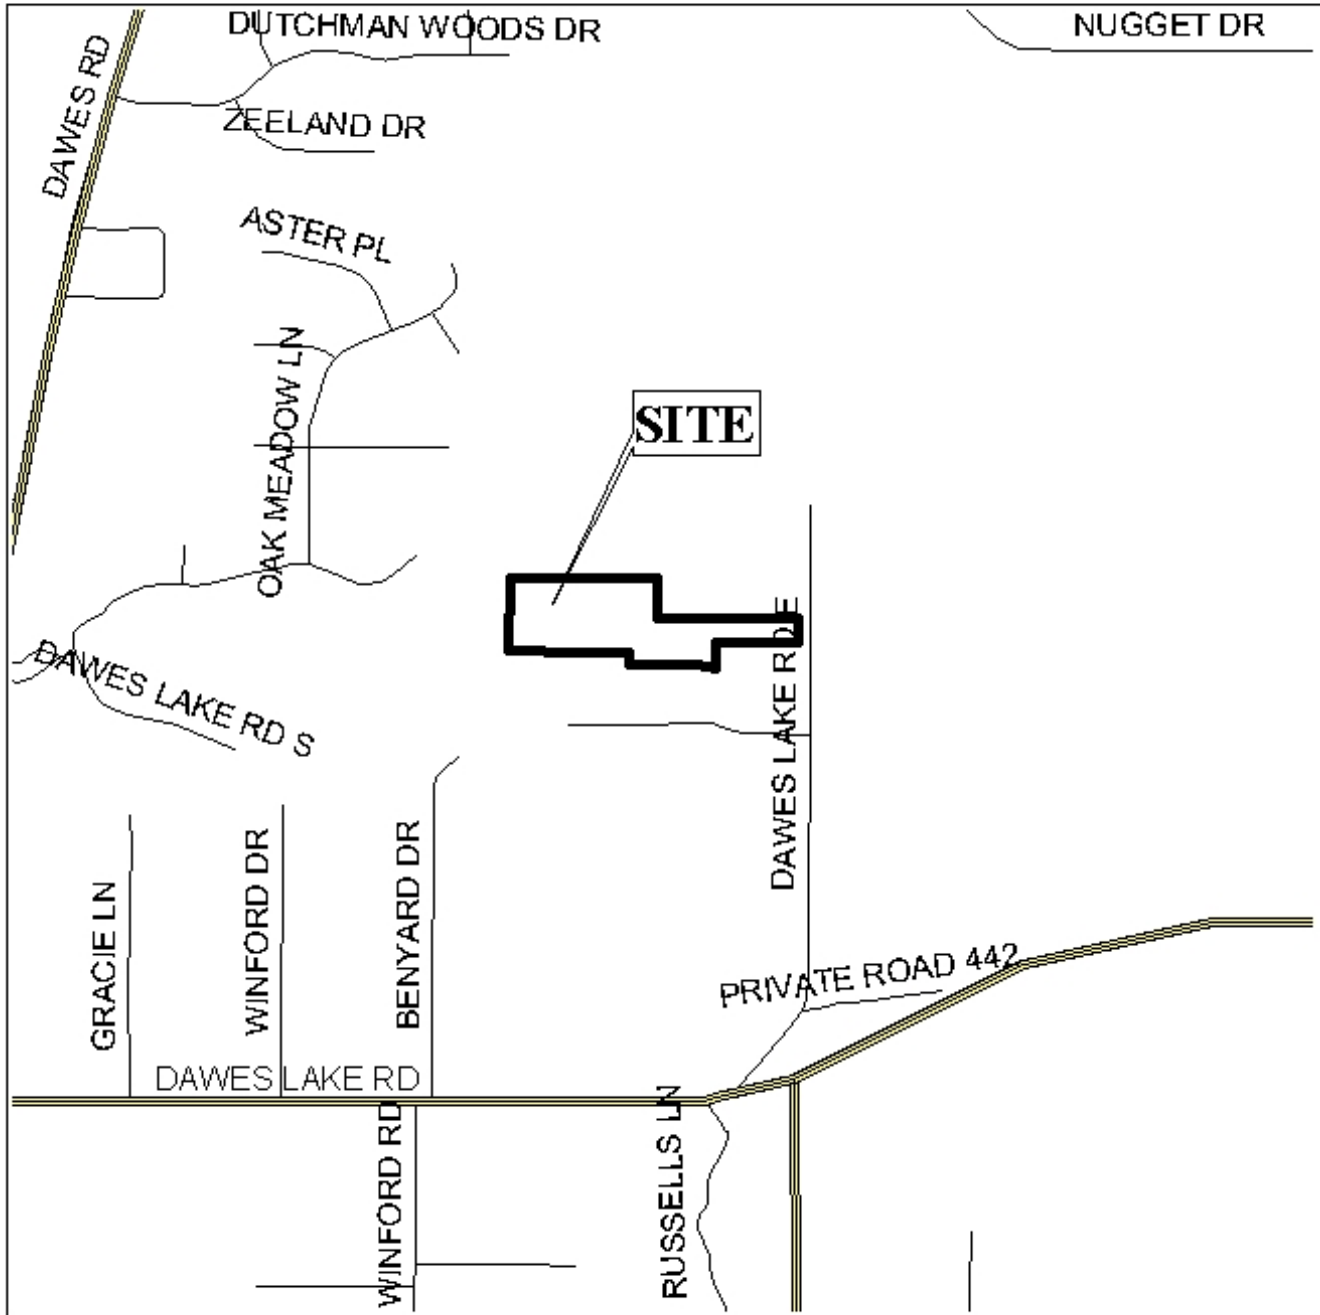 DUTCHMAN WOODS DR
NUGGET DR
DAWES RD
ZEELAND DR
ASTER PL
OAK MEADOW LN
SITE
DAWES LAKE RD E
DAWES LAKE RD S
GRACIE LN
WINFORD DR
BENYARD DR
PRIVATE ROAD 442
DAWES LAKE RD
WINFORD RD
RUSSELLS LN